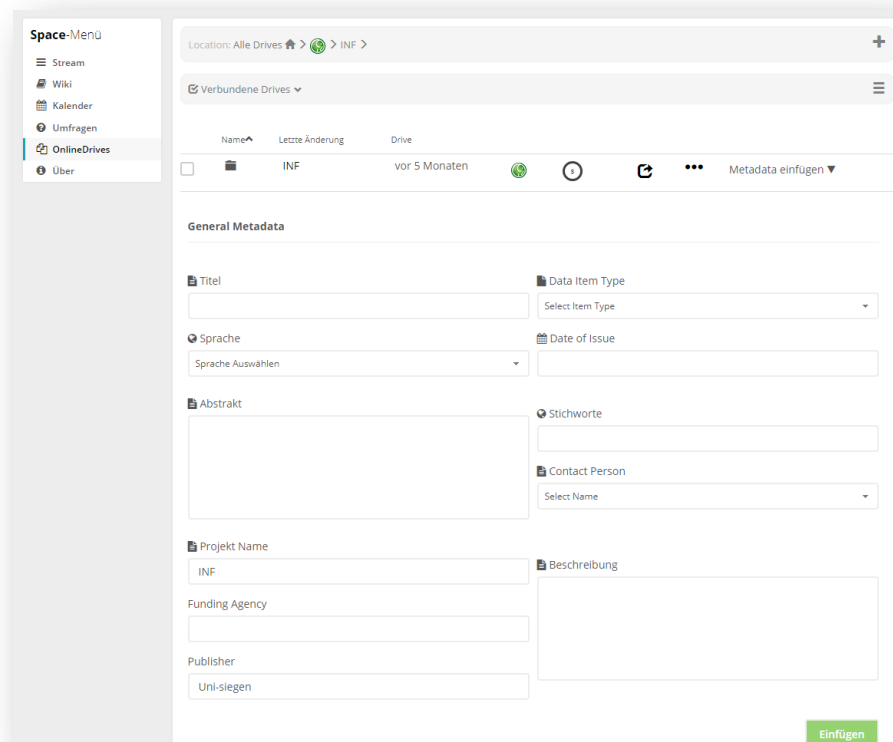 Space-Menü
Stream
Wiki
Kalender
Umfragen
OnlineDrives
Über
Location: Alle Drives > > INF >
Verbundene Drives
Name Letzte Änderung Drive
INF vor 5 Monaten Metadata einfügen ▼
General Metadata
Titel
Data Item Type
Select Item Type
Sprache
Sprache Auswählen
Date of Issue
Abstrakt
Stichworte
Contact Person
Select Name
Projekt Name
INF
Beschreibung
Funding Agency
Publisher
Uni-siegen
Einfügen